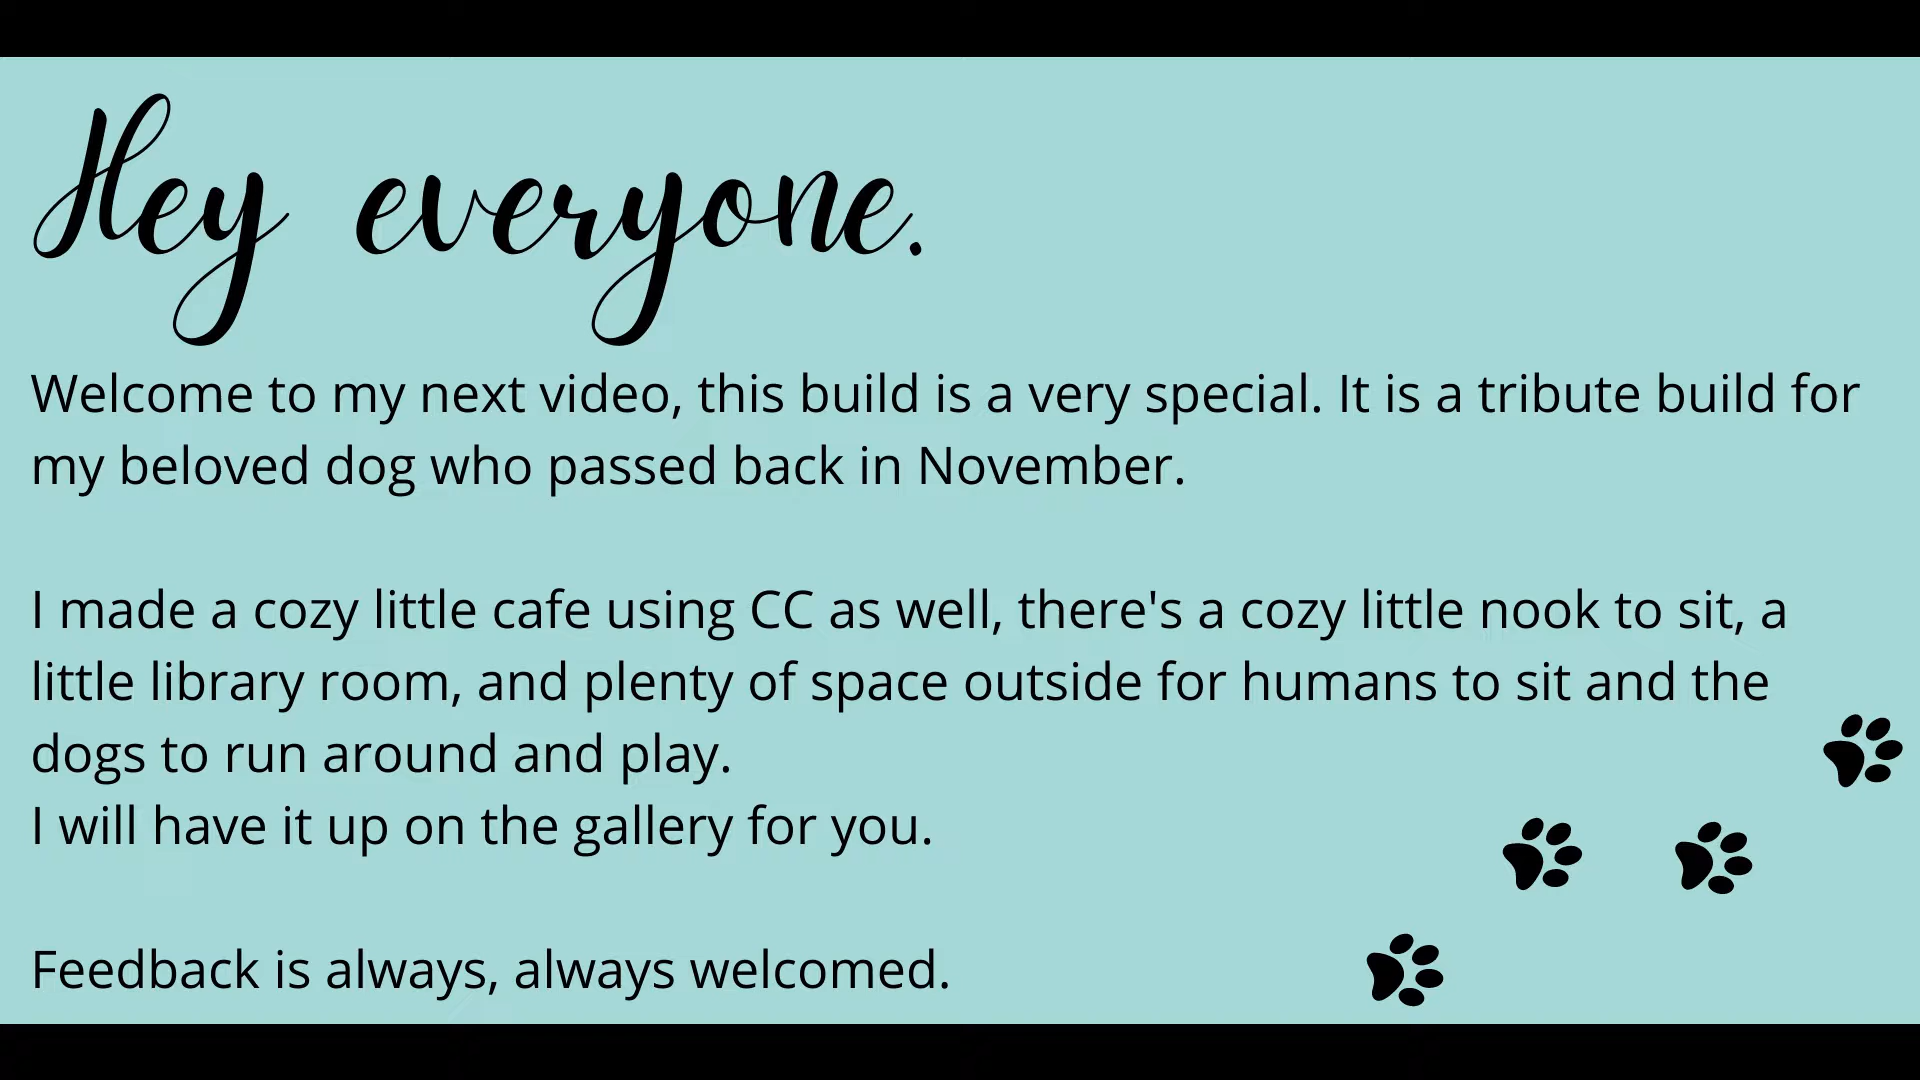 Hey everyone.
Welcome to my next video, this build is a very special. It is a tribute build for
my beloved dog who passed back in November.
I made a cozy little cafe using CC as well, there's a cozy little nook to sit, a
little library room, and plenty of space outside for humans to sit and the
dogs to run around and play.
I will have it up on the gallery for you.
Feedback is always, always welcomed.